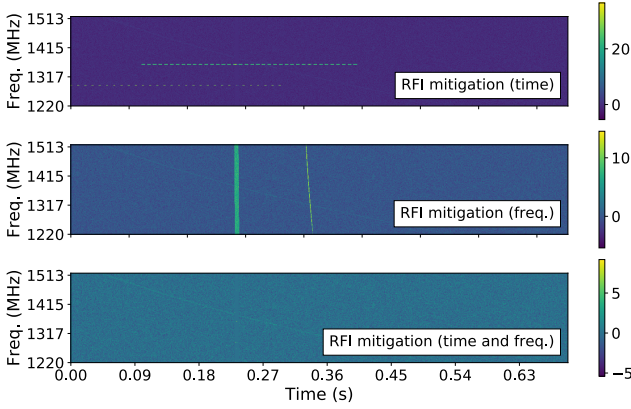 Freq. (MHz)
1513
1415
1317
1220
RFI mitigation (time)
20
0
Freq. (MHz)
1513
1415
1317
1220
RFI mitigation (freq.)
10
0
Freq. (MHz)
1513
1415
1317
1220
RFI mitigation (time and freq.)
5
0
−5
0.00 0.09 0.18 0.27 0.36 0.45 0.54 0.63
Time (s)